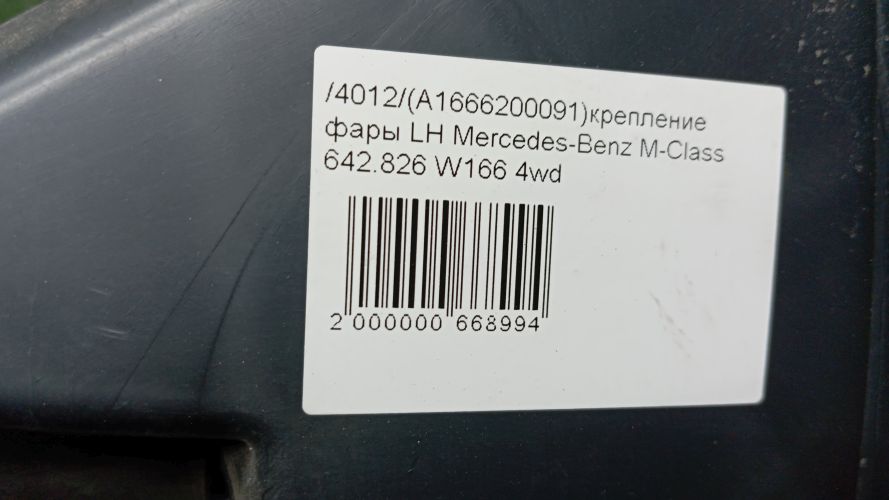 /4012/(A1666200091)крепление
фары LH Mercedes-Benz M-Class
642.826 W166 4wd
2 000000 668994